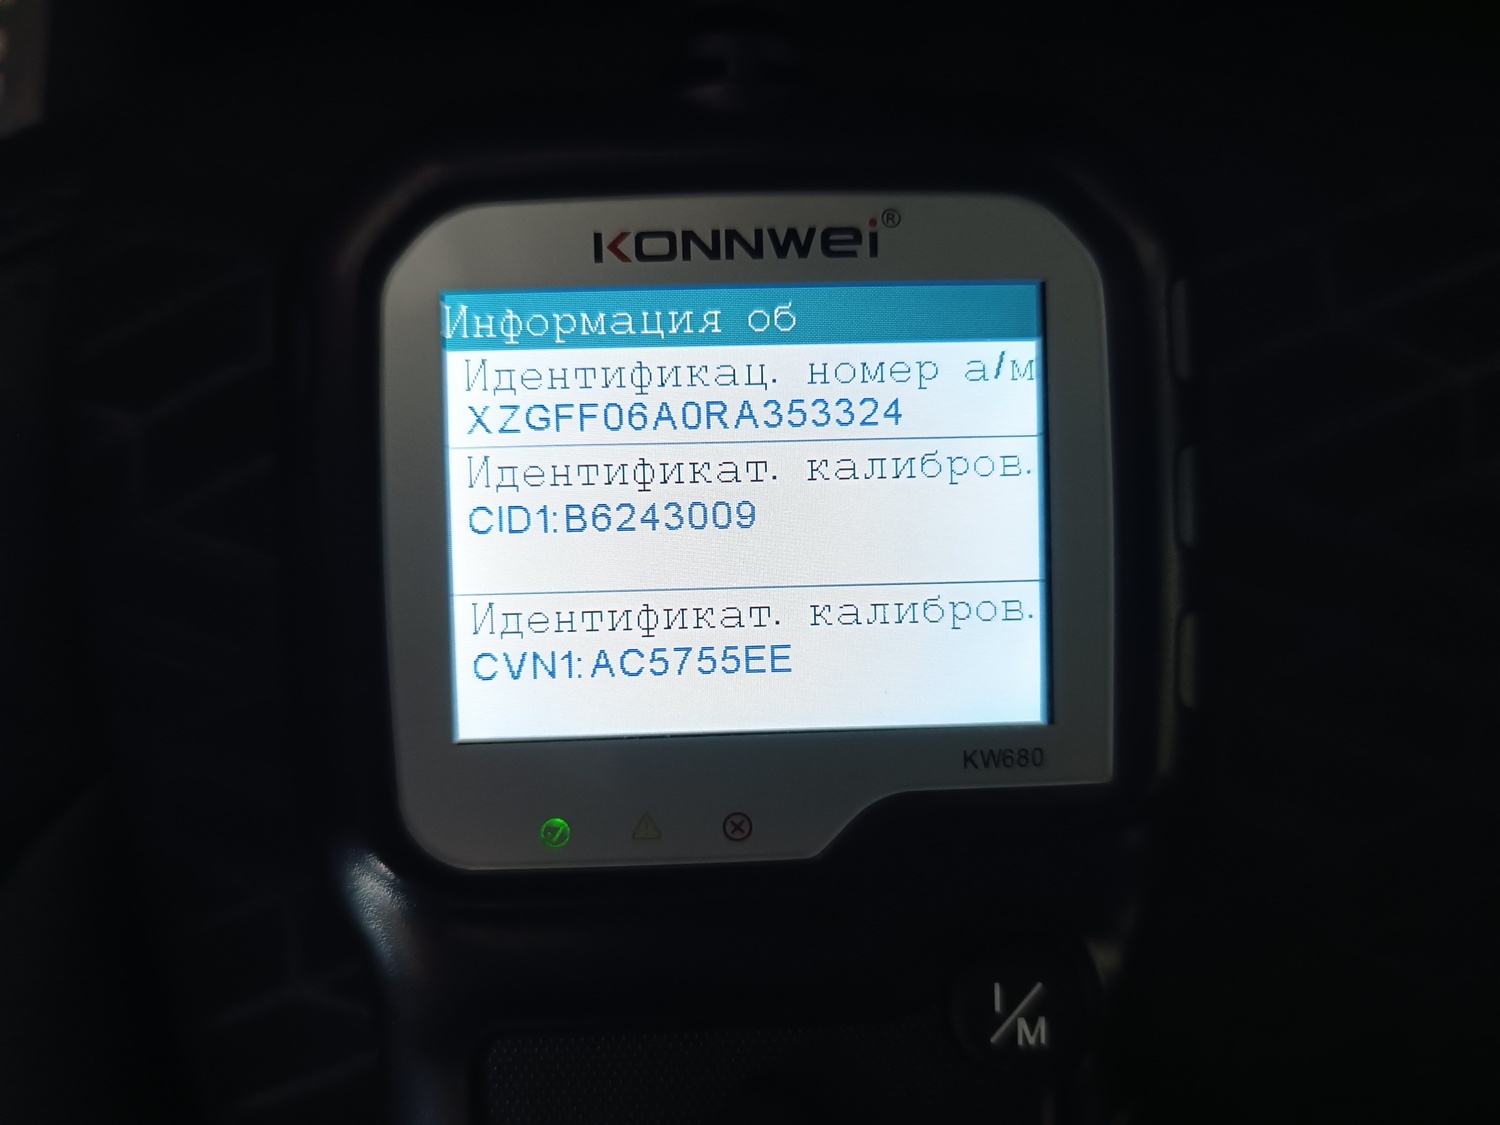 KONNWEI®
Информация об
Идентификац. номер а/м
XZGFF06A0RA353324
Идентификат. калибров.
CID1:B6243009
Идентификат. калибров.
CVN1:AC5755EE
KW680
I/M